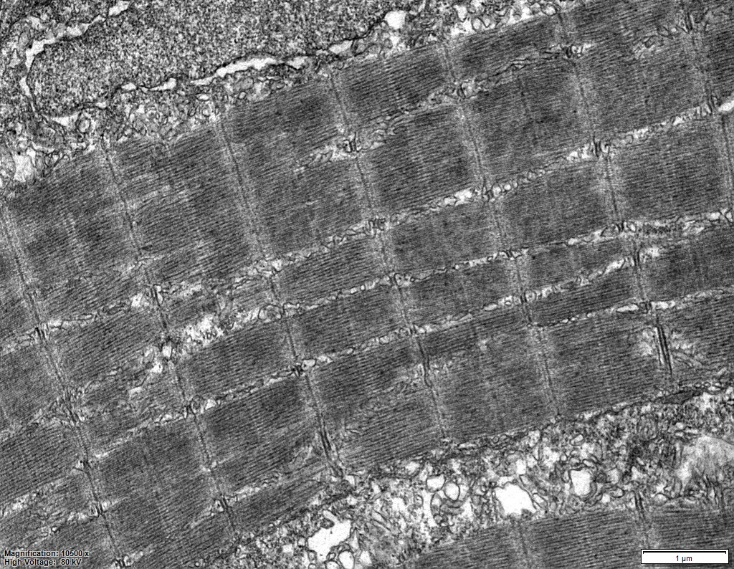 Magnification: 10500 x
High Voltage: 80 kV
1 µm